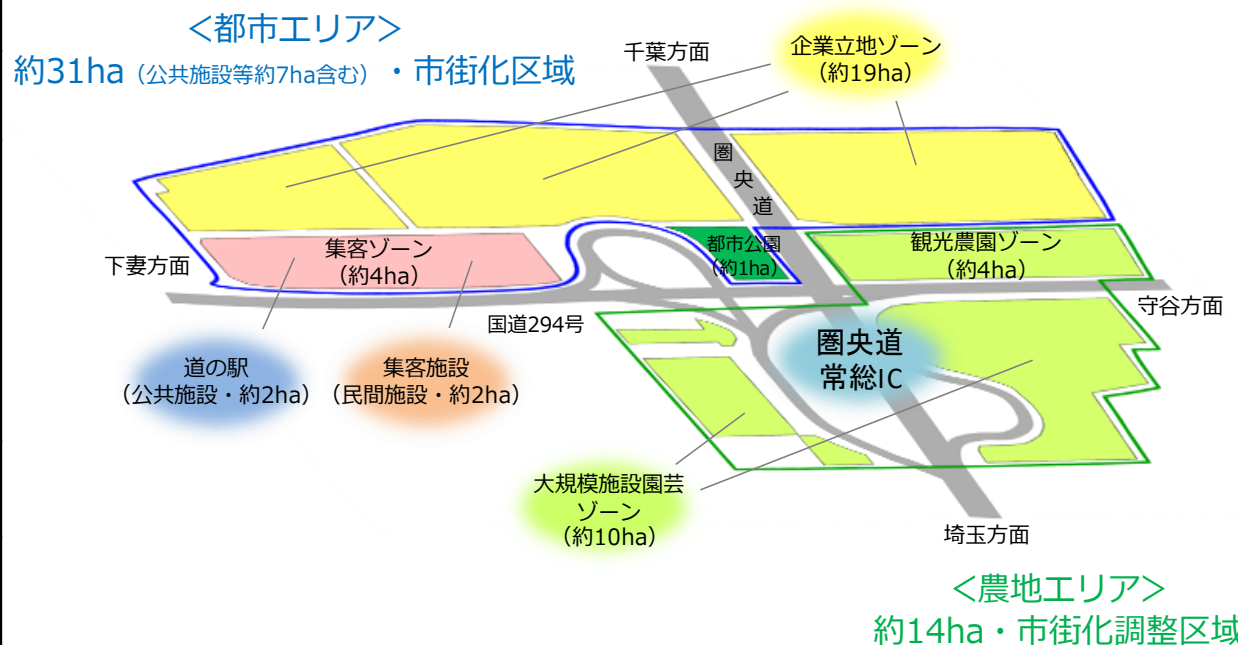 ＜都市エリア＞
約31ha（公共施設等約7ha含む）・市街化区域
千葉方面
企業立地ゾーン
（約19ha）
圏央道
都市公園
（約1ha）
集客ゾーン
（約4ha）
観光農園ゾーン
（約4ha）
下妻方面
守谷方面
国道294号
圏央道
常総IC
道の駅
（公共施設・約2ha）
集客施設
（民間施設・約2ha）
大規模施設園芸
ゾーン
（約10ha）
埼玉方面
＜農地エリア＞
約14ha・市街化調整区域